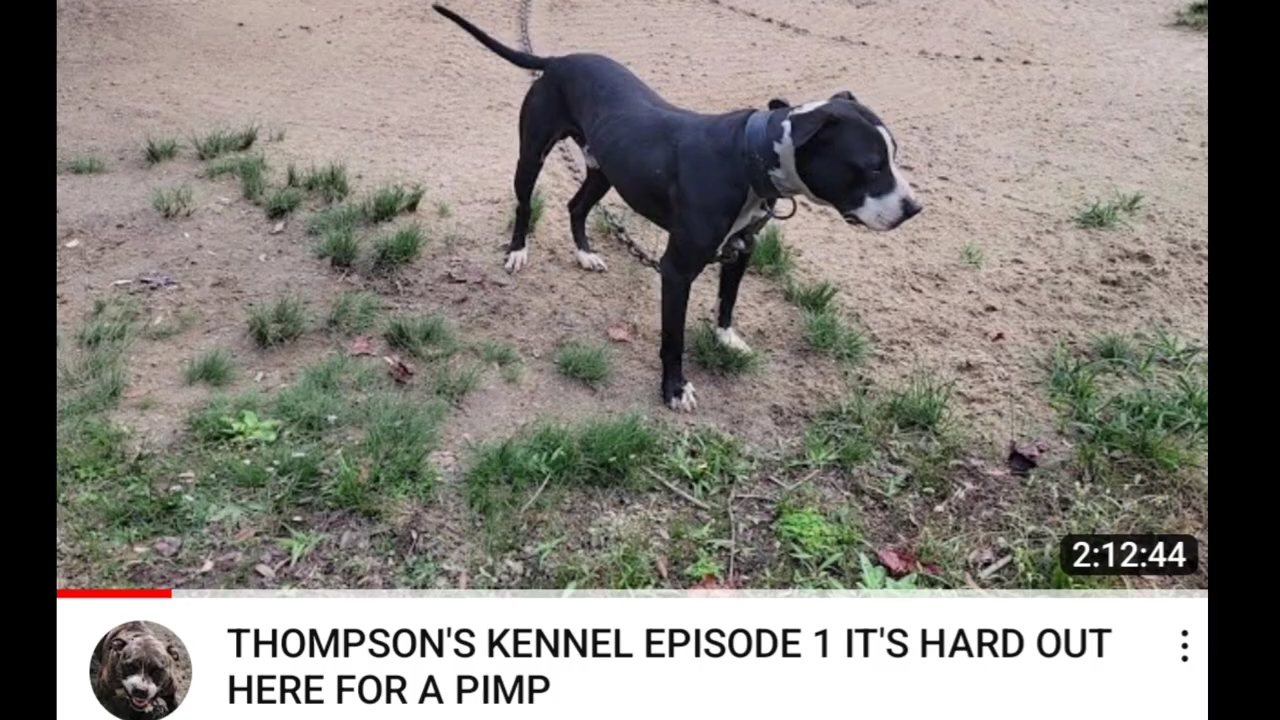 2:12:44
THOMPSON'S KENNEL EPISODE 1 IT'S HARD OUT
HERE FOR A PIMP